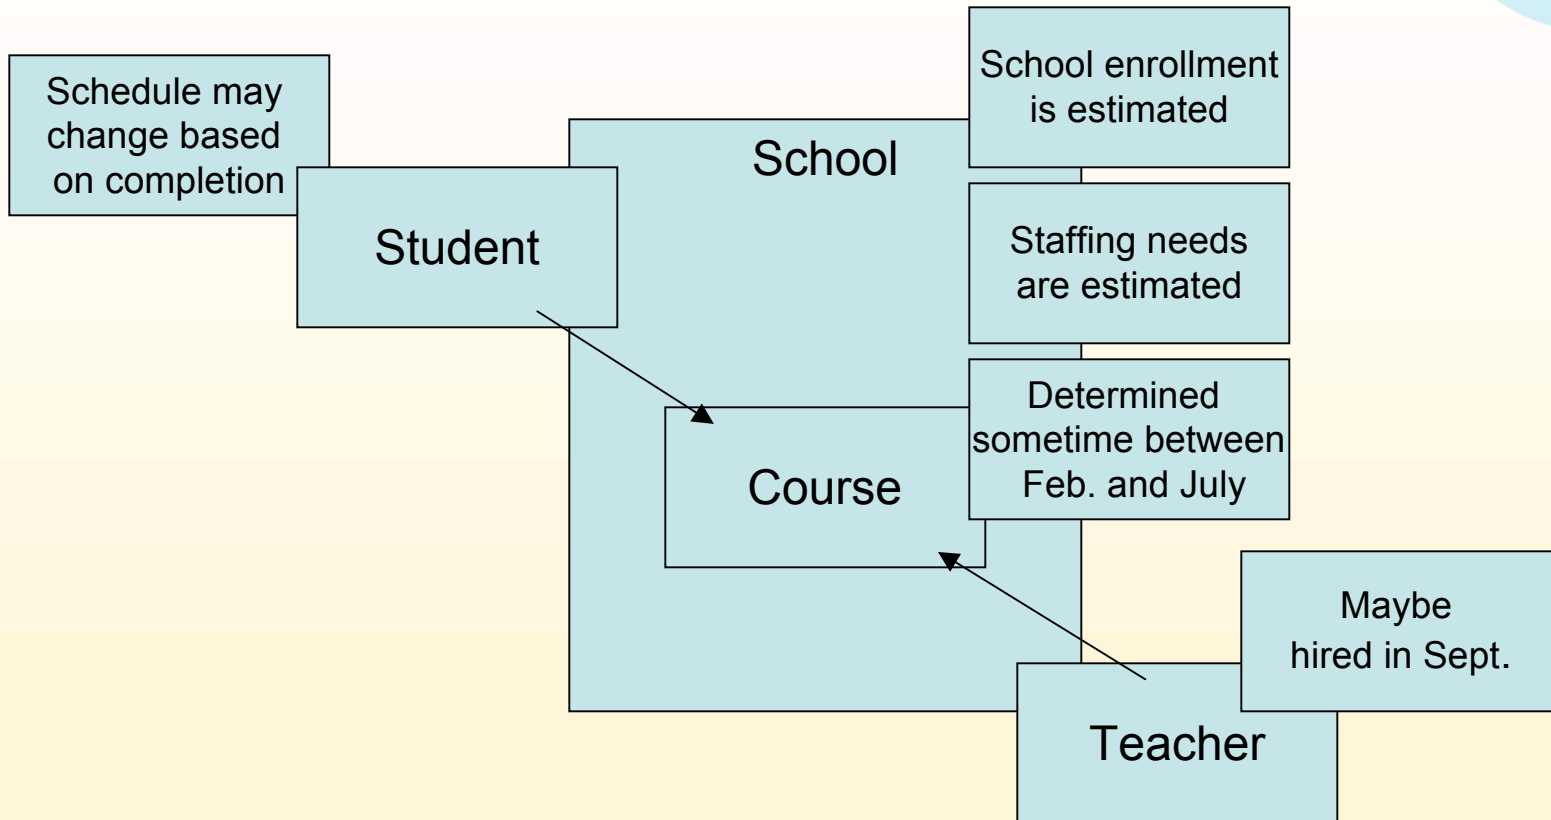 Schedule may
change based
on completion
Student
School
School enrollment
is estimated
Staffing needs
are estimated
Determined
sometime between
Feb. and July
Course
Maybe
hired in Sept.
Teacher